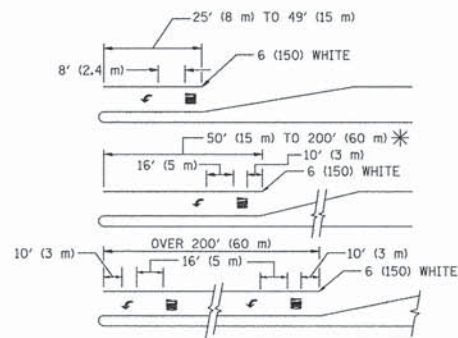 25' (8 m) TO 49' (15 m)
8' (2.4 m)
6 (150) WHITE
50' (15 m) TO 200' (60 m) *
16' (5 m)
10' (3 m)
6 (150) WHITE
OVER 200' (60 m)
10' (3 m)
16' (5 m)
10' (3 m)
6 (150) WHITE